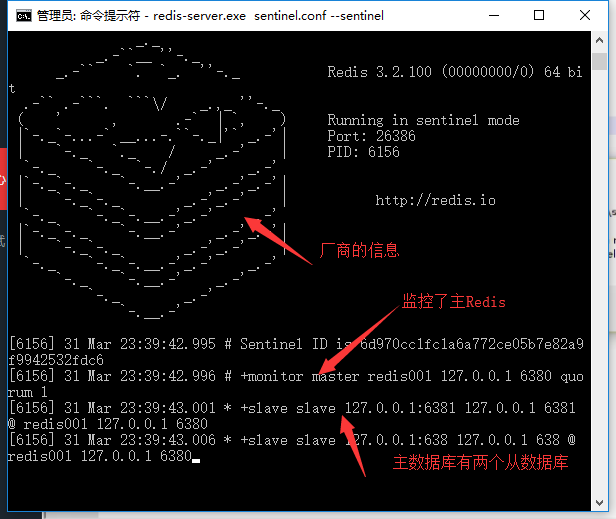 管理员: 命令提示符 - redis-server.exe sentinel.conf --sentinel
Redis 3.2.100 (00000000/0) 64 bi
t
Running in sentinel mode
Port: 26386
PID: 6156
http://redis.io
厂商的信息
监控了主Redis
[6156] 31 Mar 23:39:42.995 # Sentinel ID is 6d970cc1fc1a6a772ce05b7e82a9
f9942532fdc6
[6156] 31 Mar 23:39:42.996 # +monitor master redis001 127.0.0.1 6380 quo
rum 1
[6156] 31 Mar 23:39:43.001 * +slave slave 127.0.0.1:6381 127.0.0.1 6381
@ redis001 127.0.0.1 6380
[6156] 31 Mar 23:39:43.006 * +slave slave 127.0.0.1:638 127.0.0.1 638 @
redis001 127.0.0.1 6380
主数据库有两个从数据库